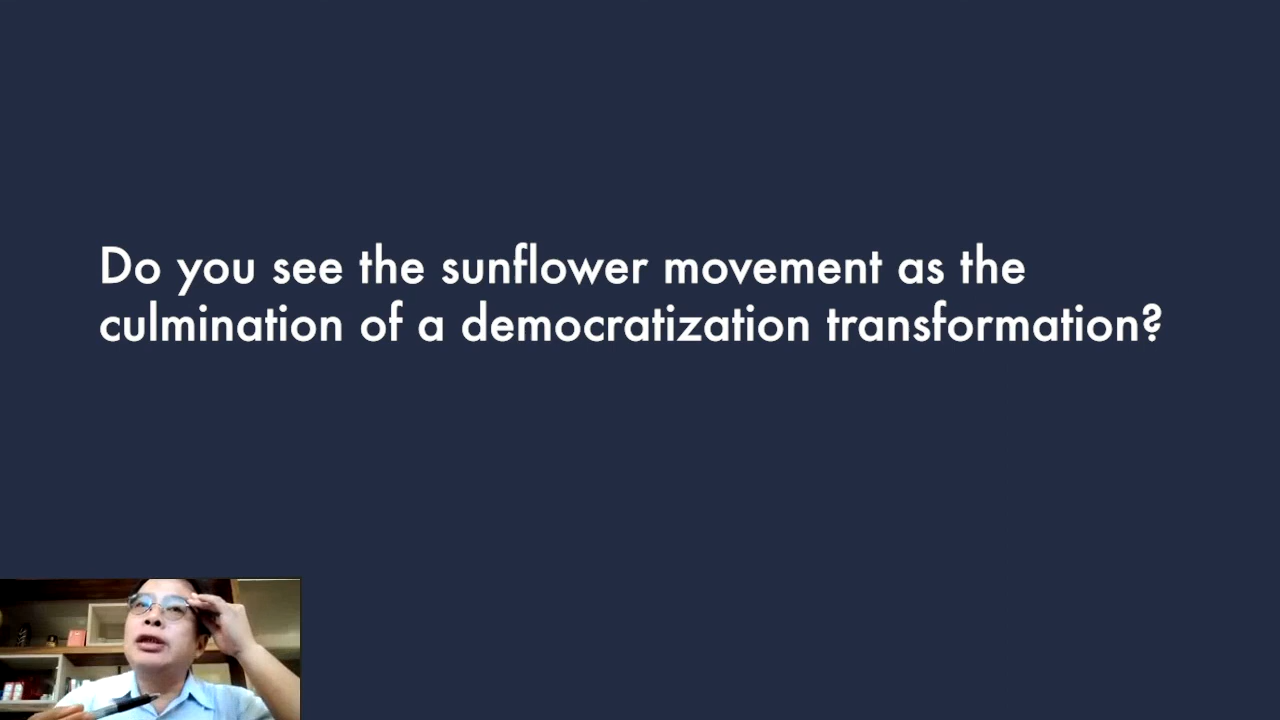 Do you see the sunflower movement as the
culmination of a democratization transformation?